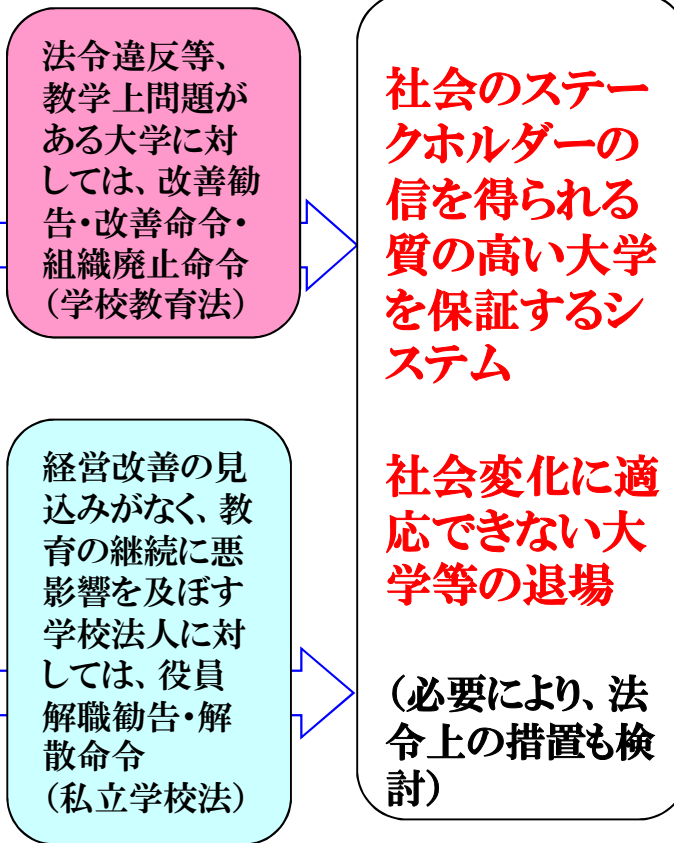 法令違反等、
教学上問題が
ある大学に対
しては、改善勧
告・改善命令・
組織廃止命令
（学校教育法）
経営改善の見
込みがなく、教
育の継続に悪
影響を及ぼす
学校法人に対
しては、役員
解職勧告・解
散命令
（私立学校法）
社会のステー
クホルダーの
信を得られる
質の高い大学
を保証するシ
ステム
社会変化に適
応できない大
学等の退場
（必要により、法
令上の措置も検
討）